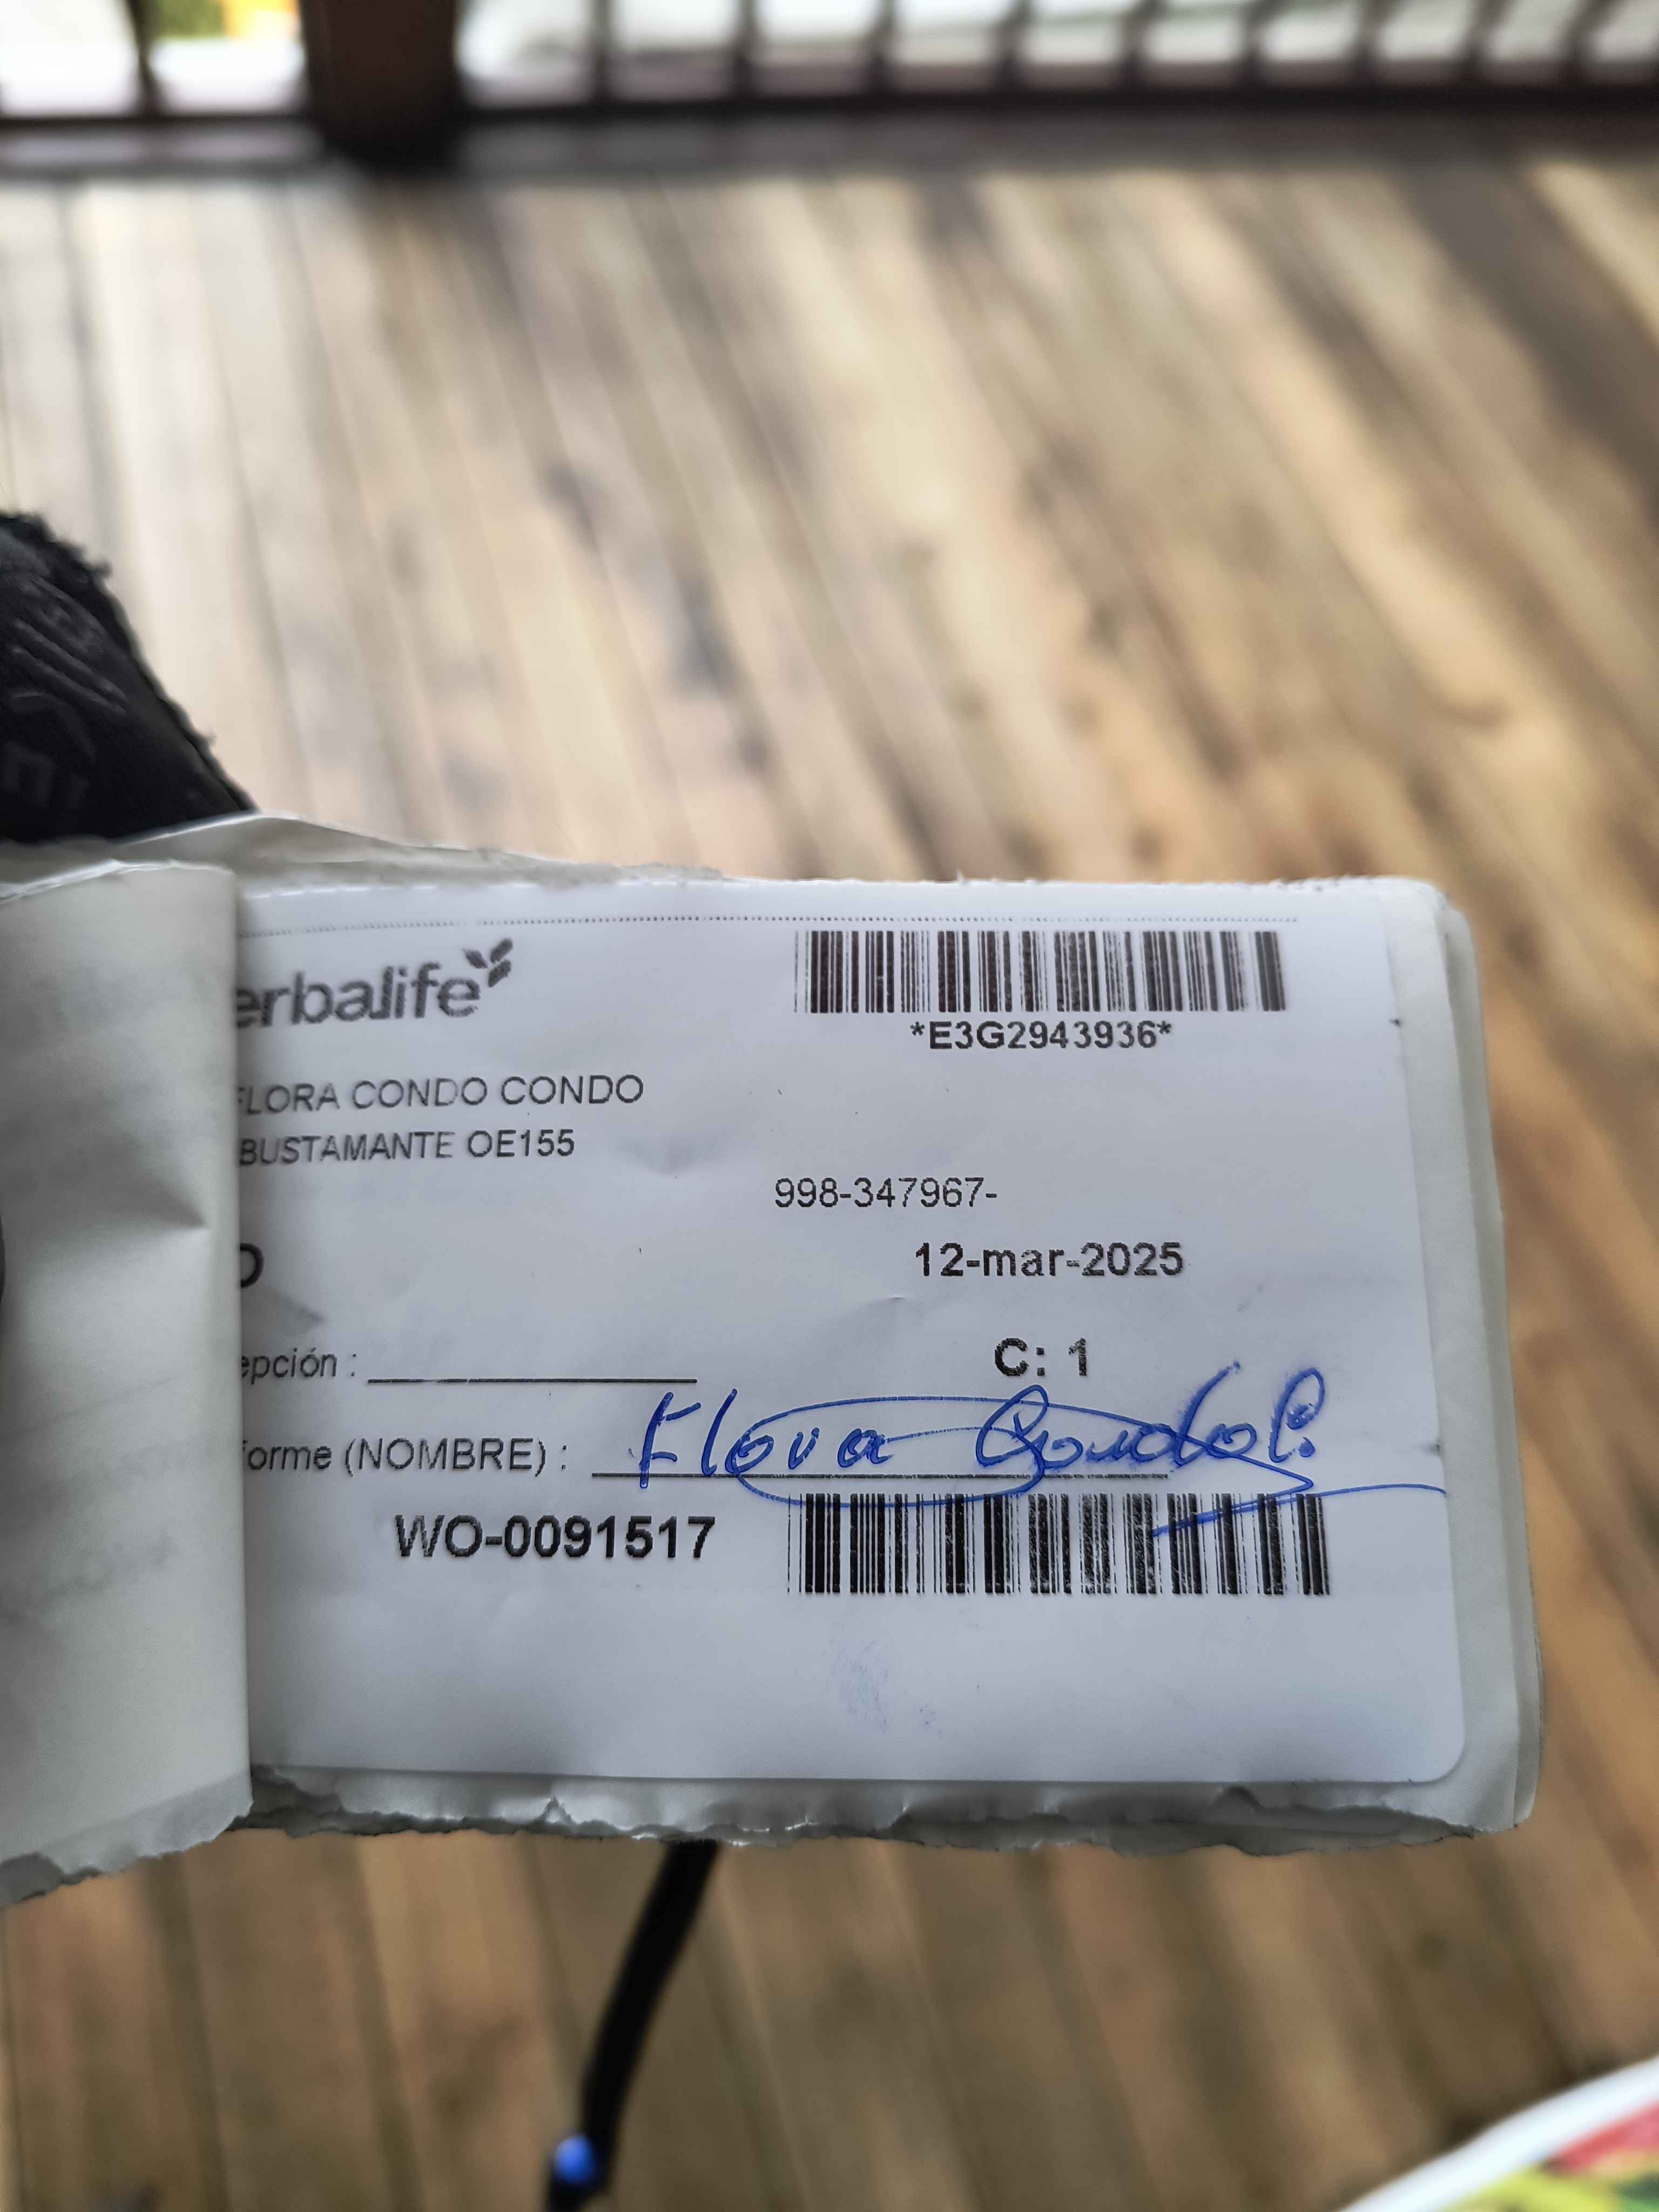 erbalife
*E3G2943936*
FLORA CONDO CONDO
BUSTAMANTE OE155
998-347967-
O
12-mar-2025
epción :
C: 1
forme (NOMBRE) : Flora Condo C.
WO-0091517